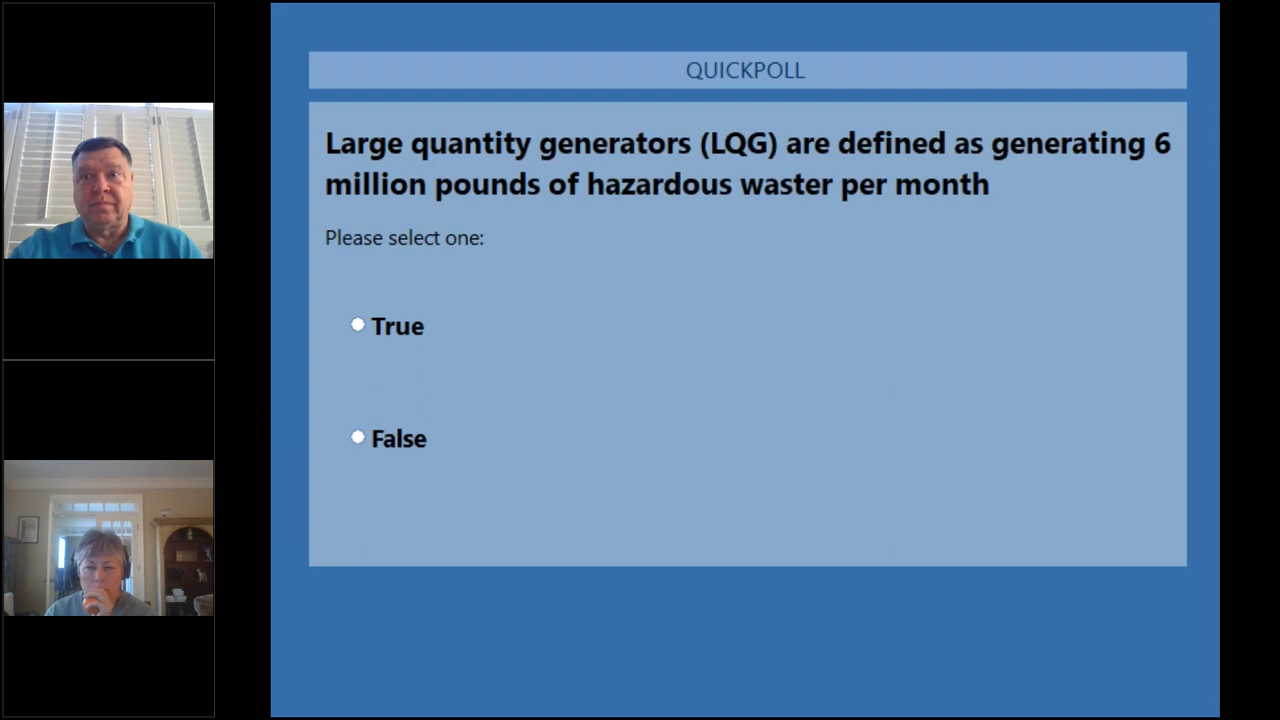 QUICKPOLL
Large quantity generators (LQG) are defined as generating 6
million pounds of hazardous waster per month
Please select one:
True
False